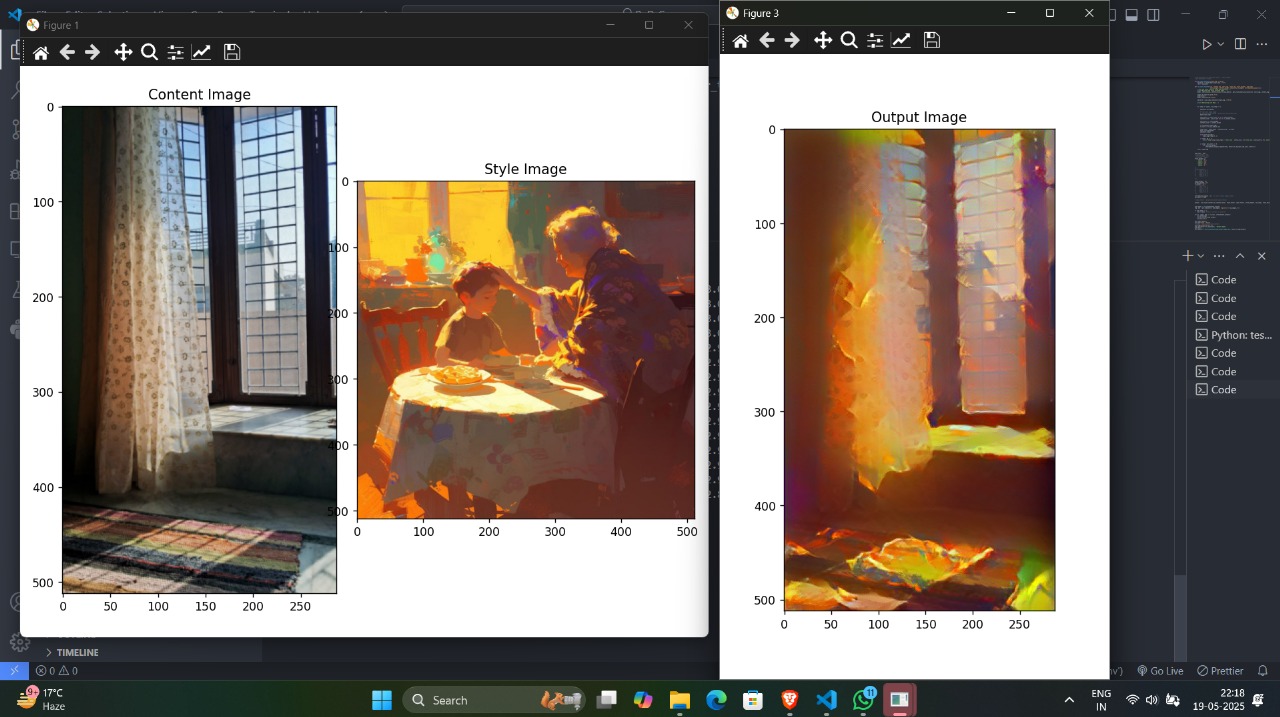 Figure 1
Content Image
0
100
200
300
400
500
0
50
100
150
200
250
Style Image
0
100
200
300
400
500
0
100
200
300
400
500
Figure 3
Output Image
0
100
200
300
400
500
0
50
100
150
200
250
Code
Code
Code
Python: tes...
Code
Code
Code
TIMELINE
0 0
Go Live
Prettier
9+
17°C
Haze
Search
11
ENG
IN
22:18
19-05-2025